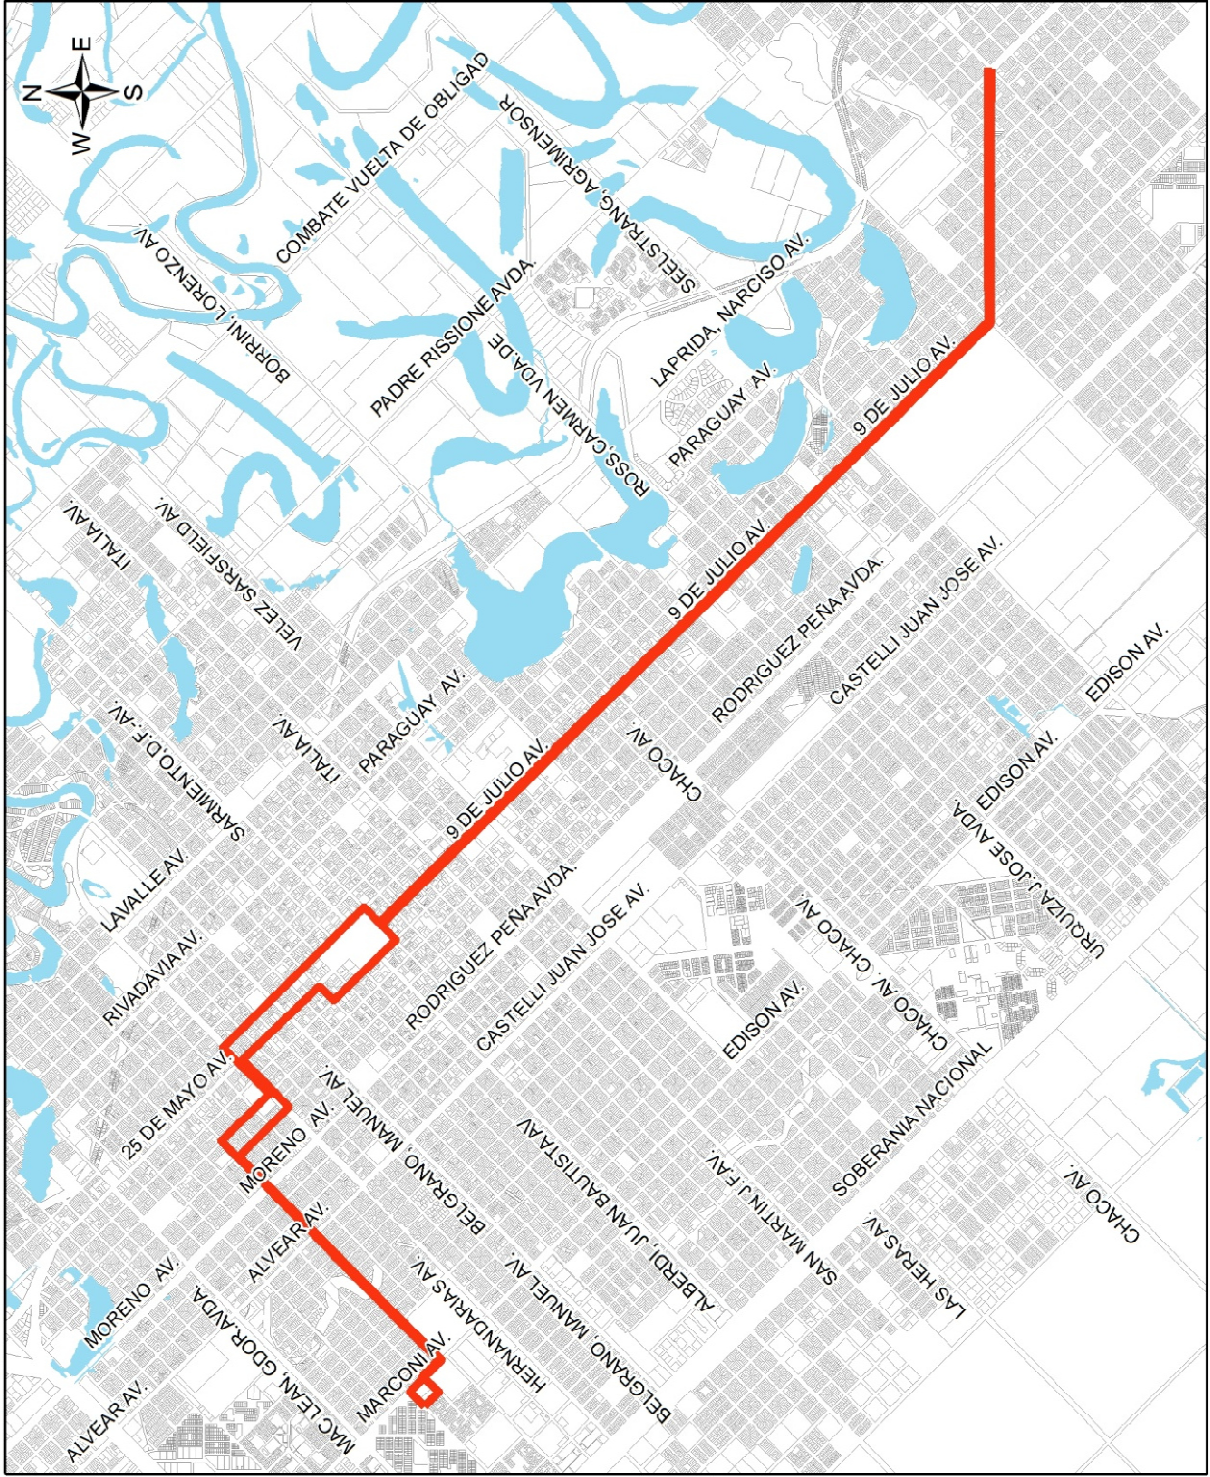 N
E
W
S
COMBATE VUELTA DE OBLIGAD
SEELSTRANG, AGRIMENSOR
BORRINI, LORENZO AV.
PADRE RISSIONE AVDA.
LAPRIDA, NARCISO AV.
ROSS,CARMEN VDA.DE
PARAGUAY AV.
9 DE JULIO AV.
ITALIA AV.
VELEZ SARSFIELD AV.
9 DE JULIO AV.
RODRIGUEZ PEÑA AVDA.
CASTELLI JUAN JOSE AV.
EDISON AV.
SARMIENTO,D.F.-AV.
ITALIA AV.
PARAGUAY AV.
9 DE JULIO AV.
CHACO AV.
EDISON AV.
LAVALLE AV.
RIVADAVIA AV.
RODRIGUEZ PEÑA AVDA.
CASTELLI JUAN JOSE AV.
CHACO AV.
URQUIZA J.JOSE AVDA.
EDISON AV.
CHACO AV.
25 DE MAYO AV.
MORENO AV.
BELGRANO, MANUEL AV.
ALBERDI, JUAN BAUTISTA AV
SAN MARTIN J F AV.
SOBERANIA NACIONAL
CHACO AV.
LAS HERAS AV.
MORENO AV.
ALVEAR AV.
HERNANDARIAS AV.
BELGRANO, MANUEL AV.
MAC LEAN, GDOR.AVDA
MARCONI AV.
ALVEAR AV.